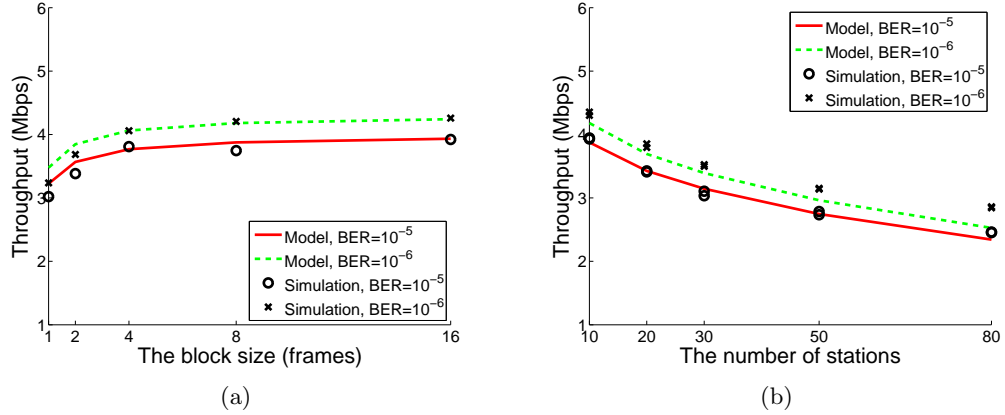 6
5
4
3
2
1
Throughput (Mbps)
Model, BER=10⁻⁵
Model, BER=10⁻⁶
Simulation, BER=10⁻⁵
Simulation, BER=10⁻⁶
1 2 4 8 16
The block size (frames)
(a)
6
5
4
3
2
1
Throughput (Mbps)
Model, BER=10⁻⁵
Model, BER=10⁻⁶
Simulation, BER=10⁻⁵
Simulation, BER=10⁻⁶
10 20 30 50 80
The number of stations
(b)